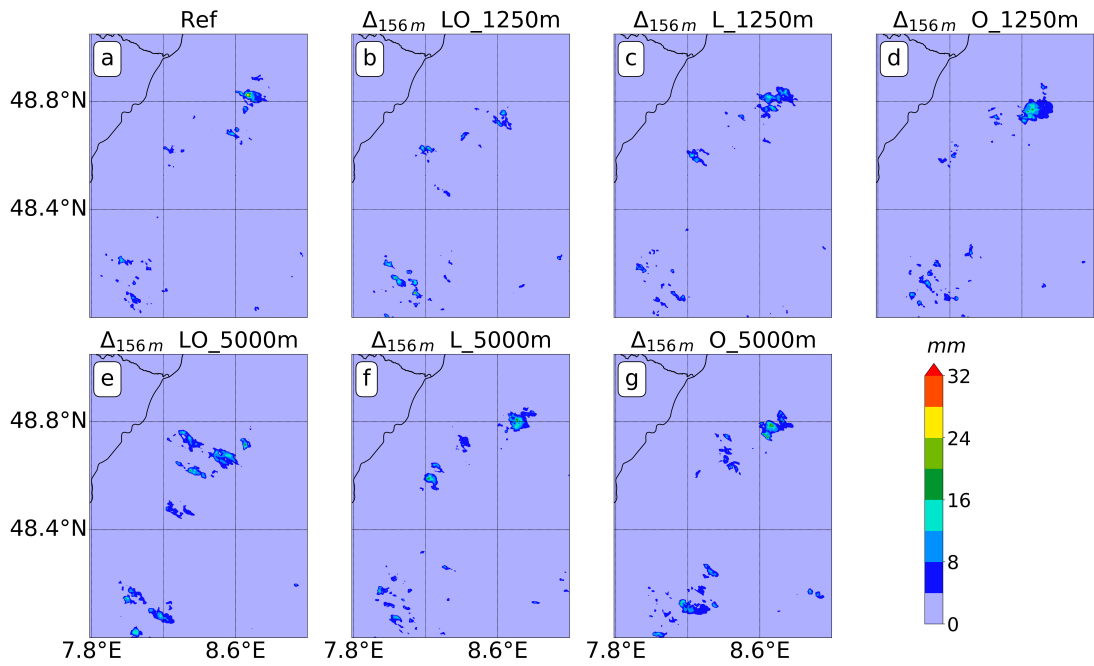 Ref
Δ156 m LO_1250m
Δ156 m L_1250m
Δ156 m O_1250m
a
b
c
d
48.8°N
48.4°N
Δ156 m LO_5000m
Δ156 m L_5000m
Δ156 m O_5000m
mm
e
f
g
32
48.8°N
24
16
48.4°N
8
0
7.8°E 8.6°E 7.8°E 8.6°E 7.8°E 8.6°E